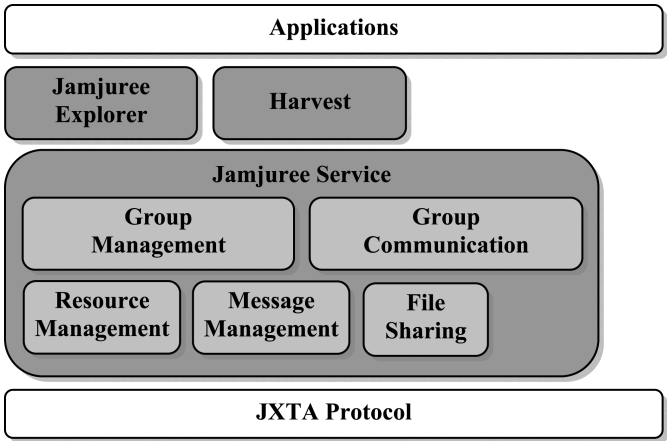 Applications
Jamjuree
Explorer
Harvest
Jamjuree Service
Group
Management
Group
Communication
Resource
Management
Message
Management
File
Sharing
JXTA Protocol